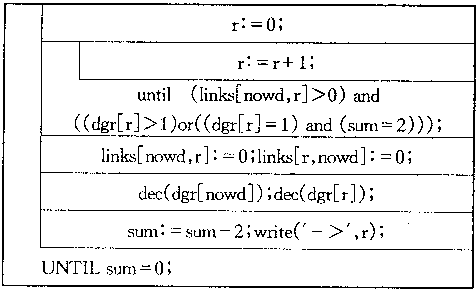 r:=0;
r:=r+1;
until (links[nowd,r]>0) and
((dgr[r]>1)or((dgr[r]=1) and (sum=2)));
links[nowd,r]:=0;links[r,nowd]:=0;
dec(dgr[nowd]);dec(dgr[r]);
sum:=sum-2;write('->',r);
UNTIL sum=0;